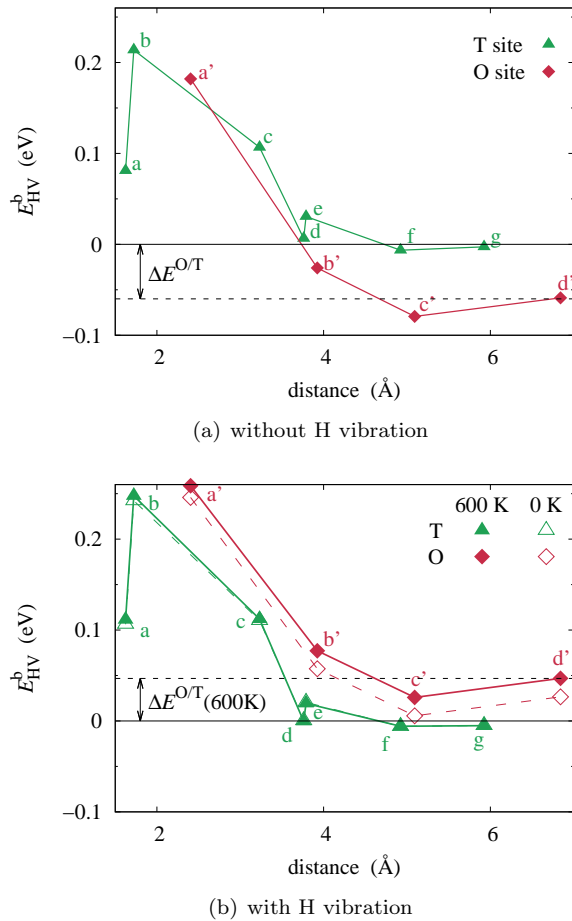 0.2
0.1
0
−0.1
E^b_HV (eV)
b
a'
T site
O site
a
c
e
d
f
g
ΔE^O/T
b'
c'
d'
2
4
6
distance (Å)
(a) without H vibration
0.2
0.1
0
−0.1
E^b_HV (eV)
600 K 0 K
T
O
b
a'
a
c
b'
c'
d'
ΔE^O/T(600K)
e
d
f
g
2
4
6
distance (Å)
(b) with H vibration